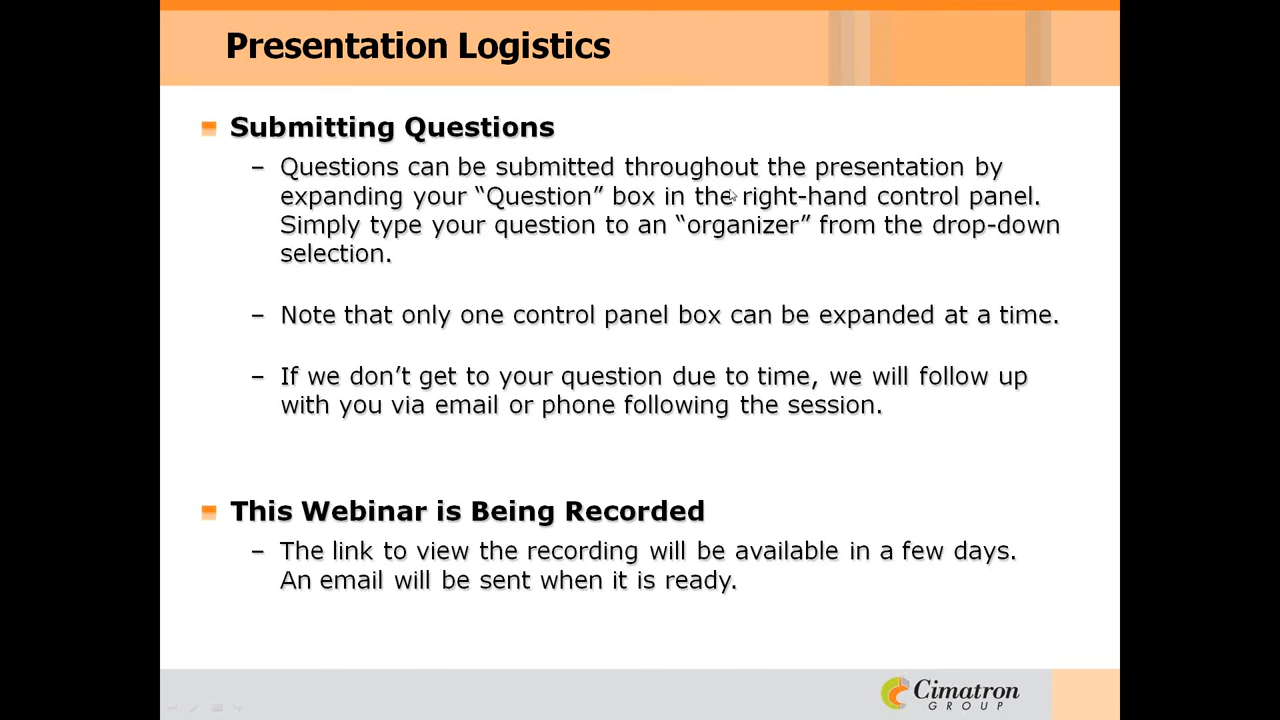 Presentation Logistics
Submitting Questions
– Questions can be submitted throughout the presentation by
expanding your “Question” box in the right-hand control panel.
Simply type your question to an “organizer” from the drop-down
selection.
– Note that only one control panel box can be expanded at a time.
– If we don’t get to your question due to time, we will follow up
with you via email or phone following the session.
This Webinar is Being Recorded
– The link to view the recording will be available in a few days.
An email will be sent when it is ready.
Cimatron
GROUP